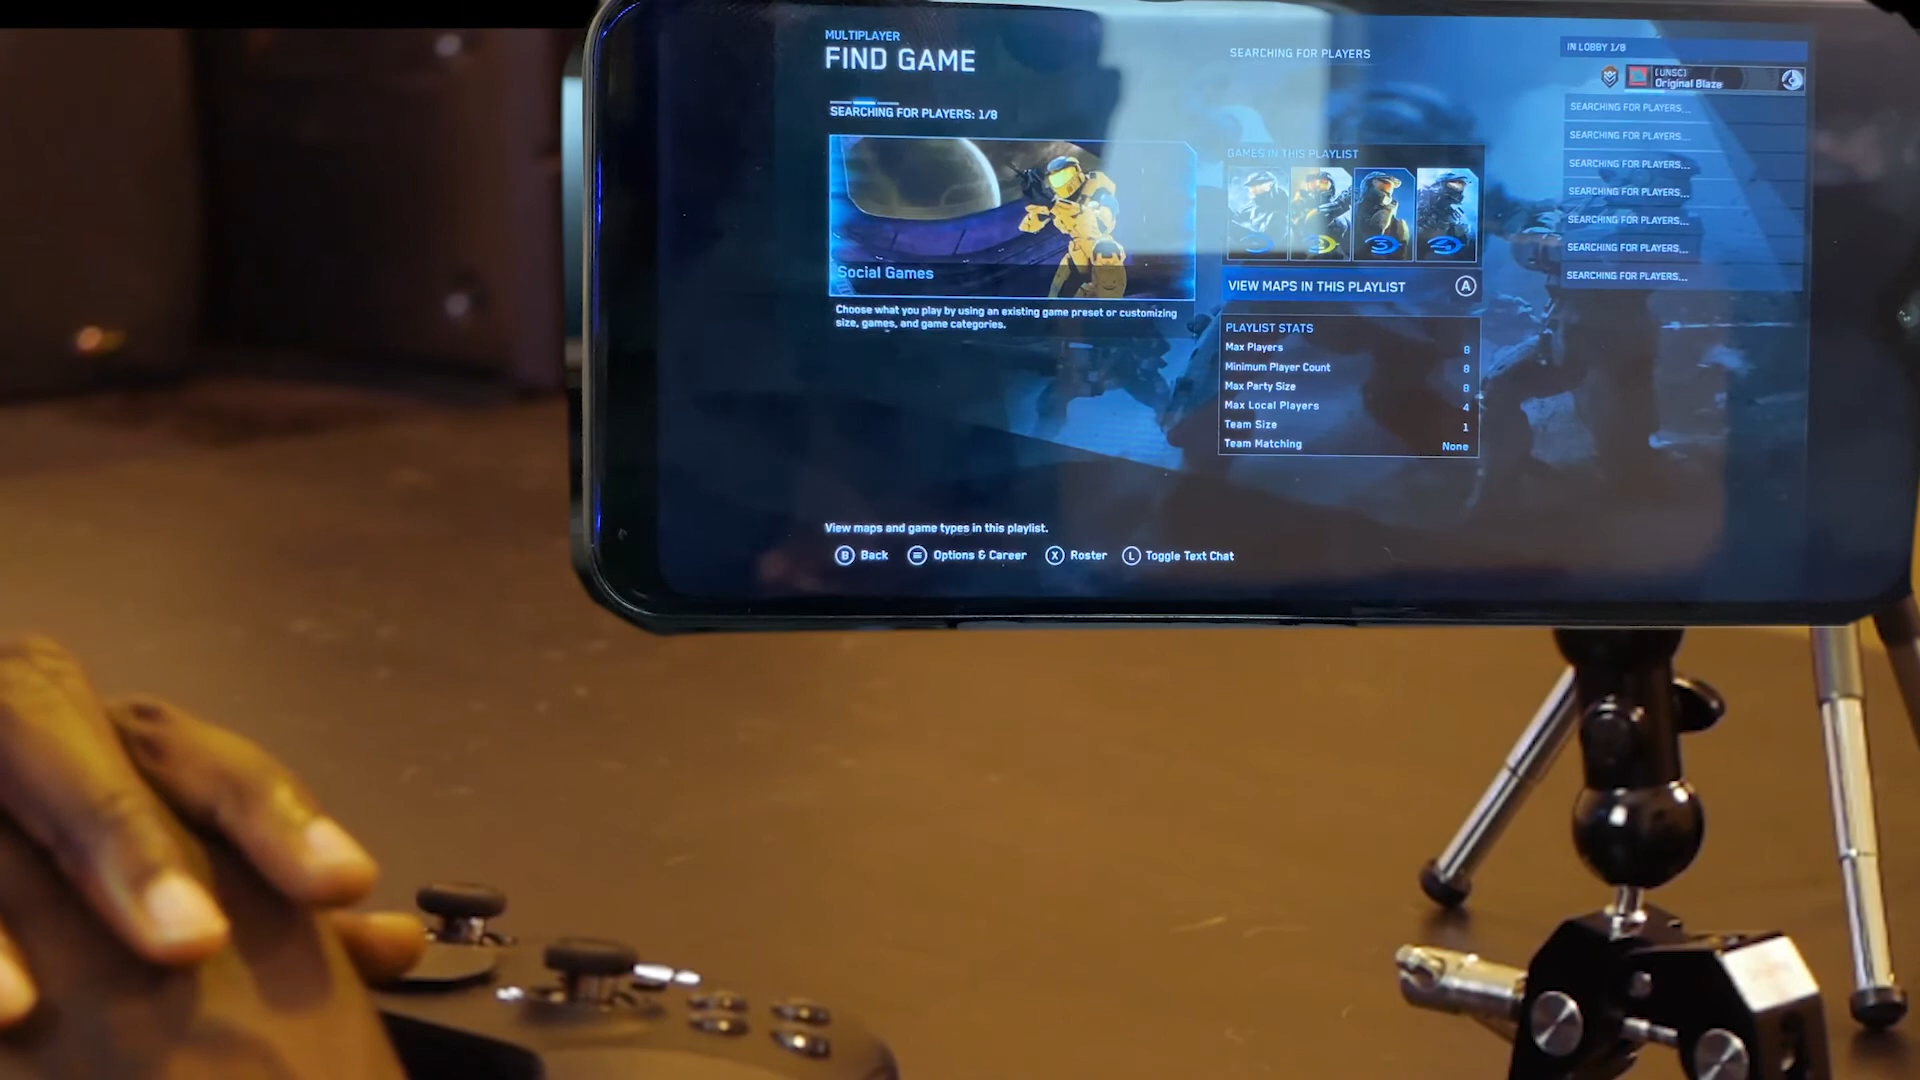 MULTIPLAYER
FIND GAME
SEARCHING FOR PLAYERS: 1/8
Social Games
Choose what you play by using an existing game preset or customizing
size, games, and game categories.
SEARCHING FOR PLAYERS
GAMES IN THIS PLAYLIST
2
3
4
VIEW MAPS IN THIS PLAYLIST A
PLAYLIST STATS
Max Players 8
Minimum Player Count 8
Max Party Size 8
Max Local Players 4
Team Size 1
Team Matching None
IN LOBBY 1/8
[UNSC]
Original Blaze
SEARCHING FOR PLAYERS...
SEARCHING FOR PLAYERS...
SEARCHING FOR PLAYERS...
SEARCHING FOR PLAYERS...
SEARCHING FOR PLAYERS...
SEARCHING FOR PLAYERS...
SEARCHING FOR PLAYERS...
View maps and game types in this playlist.
B Back Options & Career X Roster L Toggle Text Chat